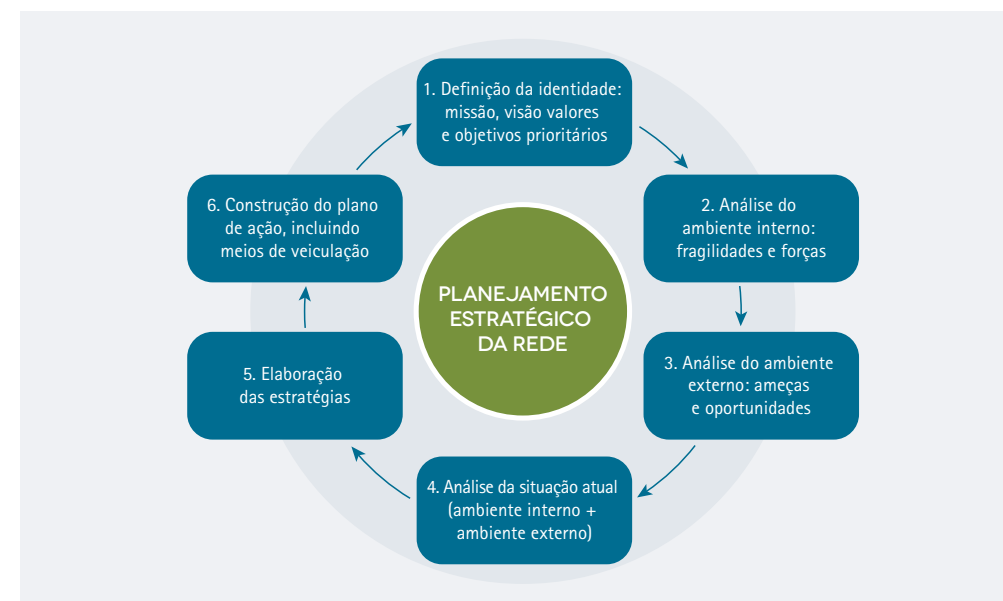 1. Definição da identidade:
missão, visão valores
e objetivos prioritários
2. Análise do
ambiente interno:
fragilidades e forças
3. Análise do ambiente
externo: ameças
e oportunidades
4. Análise da situação atual
(ambiente interno +
ambiente externo)
5. Elaboração
das estratégias
6. Construção do plano
de ação, incluindo
meios de veiculação
PLANEJAMENTO
ESTRATÉGICO
DA REDE